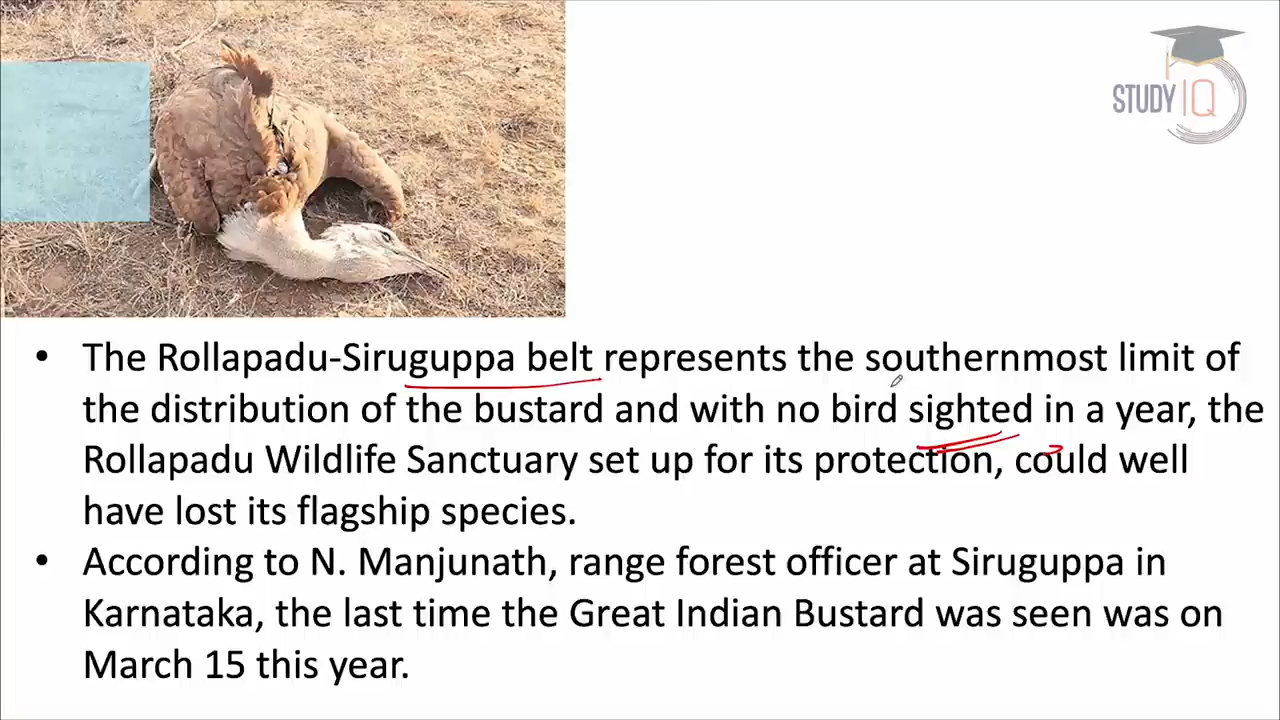 STUDY IQ
• The Rollapadu-Siruguppa belt represents the southernmost limit of
the distribution of the bustard and with no bird sighted in a year, the
Rollapadu Wildlife Sanctuary set up for its protection, could well
have lost its flagship species.
• According to N. Manjunath, range forest officer at Siruguppa in
Karnataka, the last time the Great Indian Bustard was seen was on
March 15 this year.